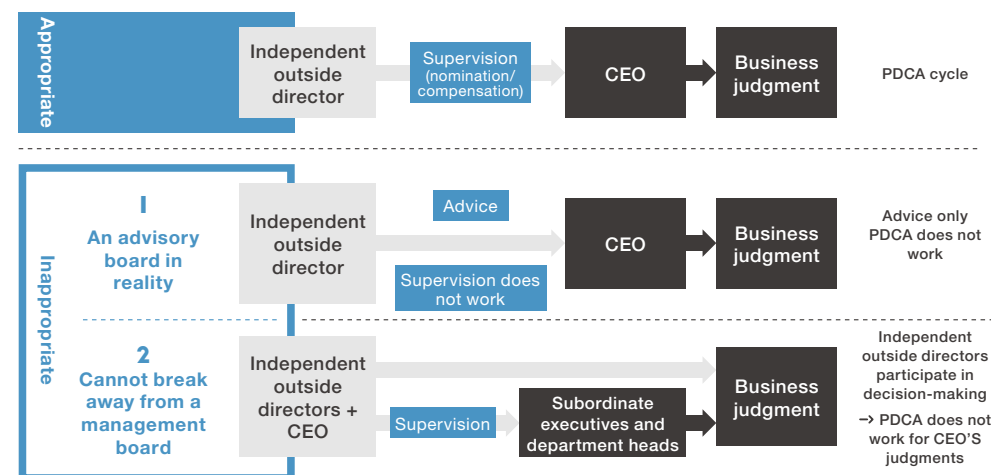 Appropriate
Independent
outside
director
Supervision
(nomination/
compensation)
CEO
Business
judgment
PDCA cycle
Inappropriate
1
An advisory
board in
reality
Independent
outside
director
Advice
Supervision does
not work
CEO
Business
judgment
Advice only
PDCA does not
work
2
Cannot break
away from a
management
board
Independent
outside
directors +
CEO
Supervision
Subordinate
executives and
department heads
Business
judgment
Independent
outside directors
participate in
decision-making
→ PDCA does not
work for CEO'S
judgments